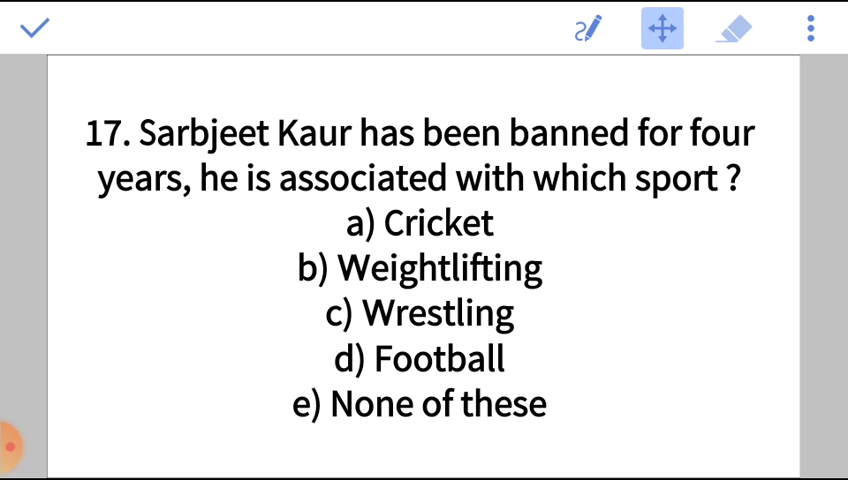 17. Sarbjeet Kaur has been banned for four
years, he is associated with which sport ?
a) Cricket
b) Weightlifting
c) Wrestling
d) Football
e) None of these